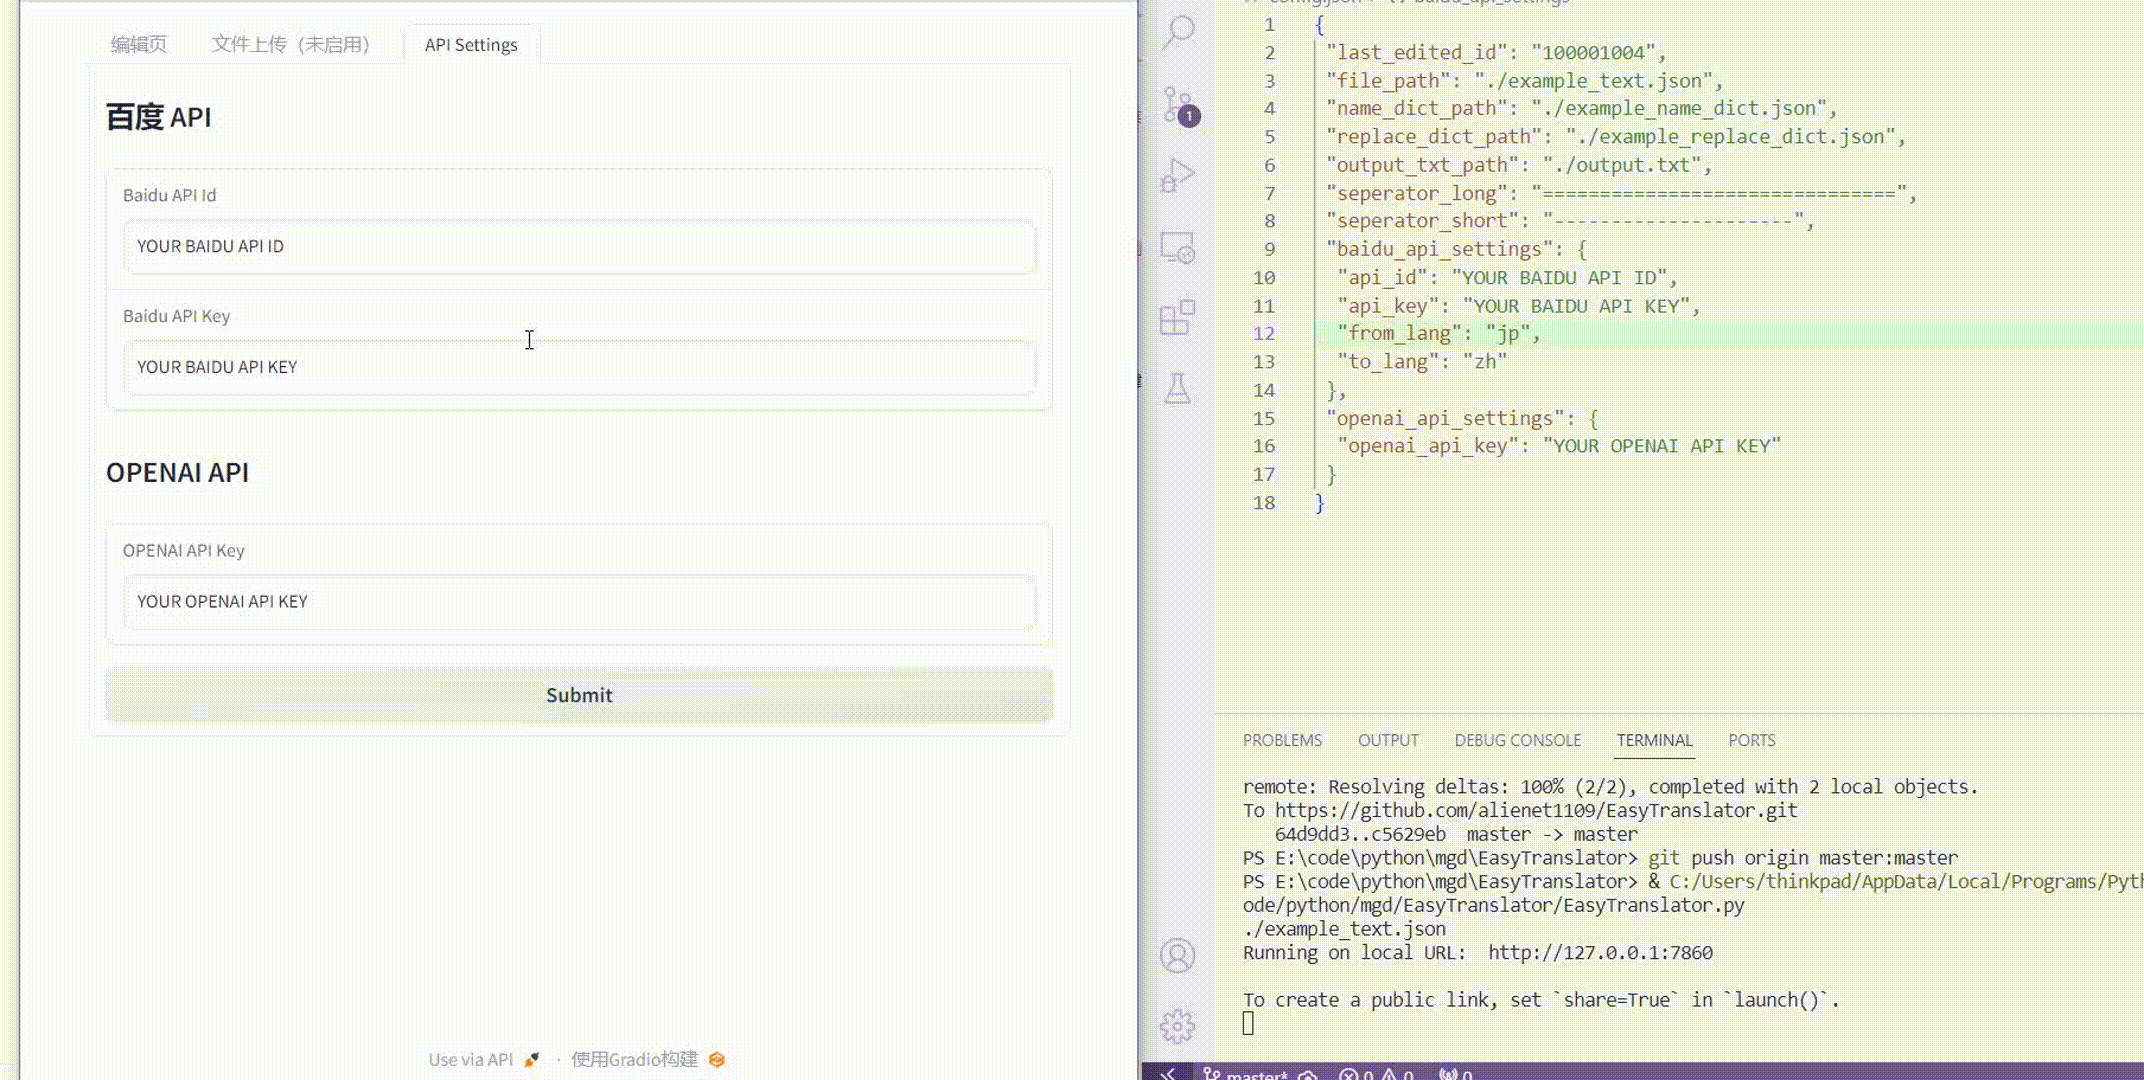 编辑页
文件上传（未启用）
API Settings
百度 API
Baidu API Id
YOUR BAIDU API ID
Baidu API Key
YOUR BAIDU API KEY
OPENAI API
OPENAI API Key
YOUR OPENAI API KEY
Submit
Use via API · 使用Gradio构建
1
1 {
2 "last_edited_id": "100001004",
3 "file_path": "./example_text.json",
4 "name_dict_path": "./example_name_dict.json",
5 "replace_dict_path": "./example_replace_dict.json",
6 "output_txt_path": "./output.txt",
7 "seperator_long": "===============================",
8 "seperator_short": "---------------------",
9 "baidu_api_settings": {
10 "api_id": "YOUR BAIDU API ID",
11 "api_key": "YOUR BAIDU API KEY",
12 "from_lang": "jp",
13 "to_lang": "zh"
14 },
15 "openai_api_settings": {
16 "openai_api_key": "YOUR OPENAI API KEY"
17 }
18 }
PROBLEMS OUTPUT DEBUG CONSOLE TERMINAL PORTS
remote: Resolving deltas: 100% (2/2), completed with 2 local objects.
To https://github.com/alienet1109/EasyTranslator.git
64d9dd3..c5629eb master -> master
PS E:\code\python\mgd\EasyTranslator> git push origin master:master
PS E:\code\python\mgd\EasyTranslator> & C:/Users/thinkpad/AppData/Local/Programs/Pyth
ode/python/mgd/EasyTranslator/EasyTranslator.py
./example_text.json
Running on local URL: http://127.0.0.1:7860
To create a public link, set `share=True` in `launch()`.
master* 0 0 0